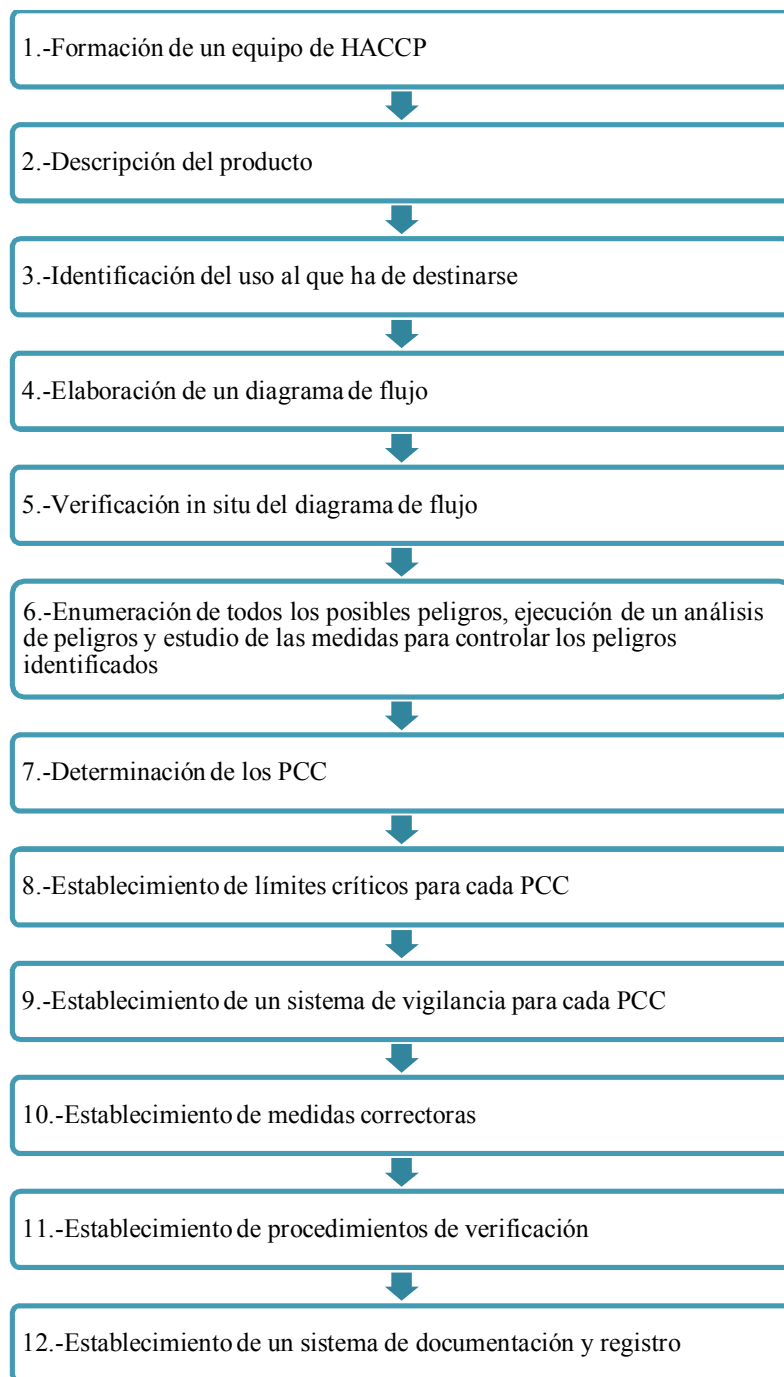 1.-Formación de un equipo de HACCP
2.-Descripción del producto
3.-Identificación del uso al que ha de destinarse
4.-Elaboración de un diagrama de flujo
5.-Verificación in situ del diagrama de flujo
6.-Enumeración de todos los posibles peligros, ejecución de un análisis
de peligros y estudio de las medidas para controlar los peligros
identificados
7.-Determinación de los PCC
8.-Establecimiento de límites críticos para cada PCC
9.-Establecimiento de un sistema de vigilancia para cada PCC
10.-Establecimiento de medidas correctoras
11.-Establecimiento de procedimientos de verificación
12.-Establecimiento de un sistema de documentación y registro